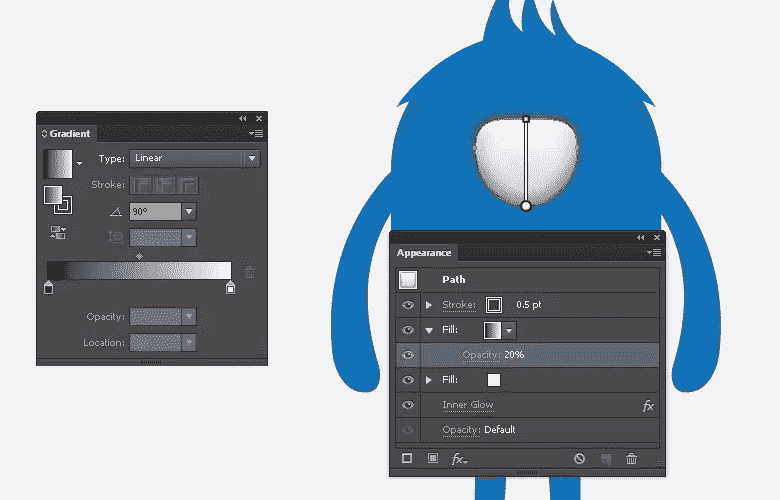 Gradient
Type: Linear
Stroke:
90°
Opacity:
Location:
Appearance
Path
Stroke: 0.5 pt
Fill:
Opacity: 20%
Fill:
Inner Glow fx
Opacity: Default
fx